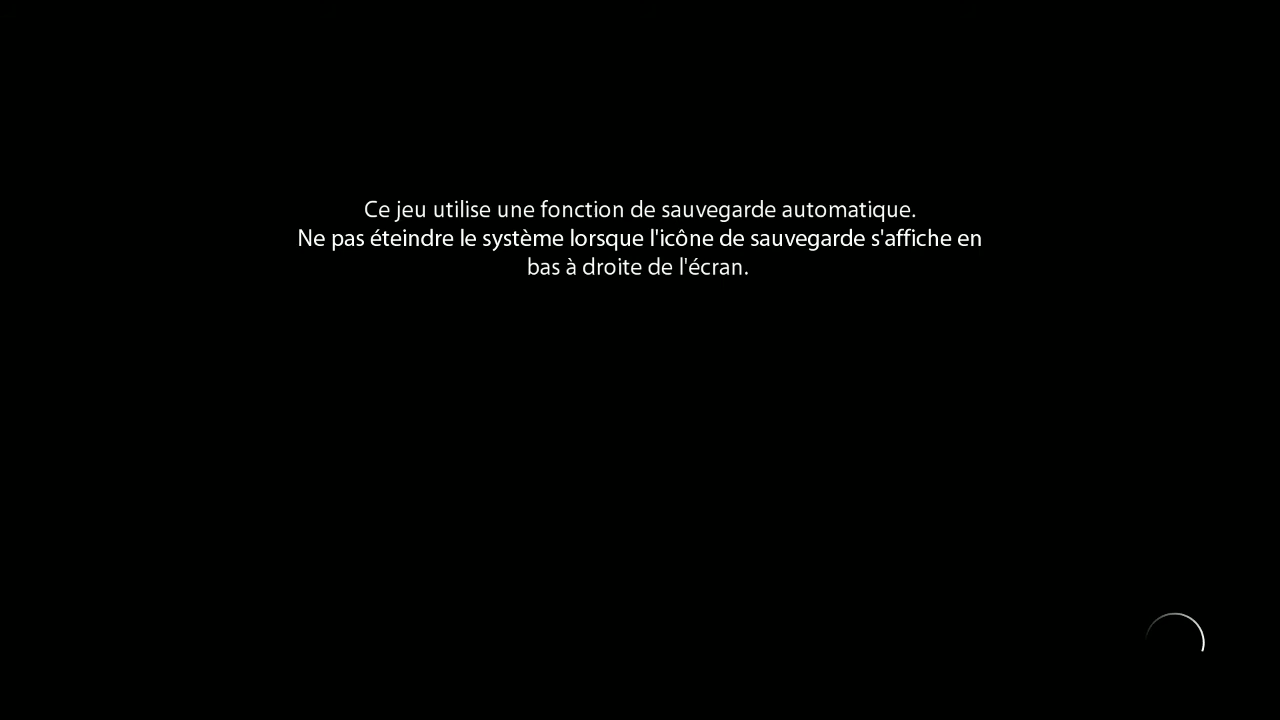 Ce jeu utilise une fonction de sauvegarde automatique.
Ne pas éteindre le système lorsque l'icône de sauvegarde s'affiche en
bas à droite de l'écran.